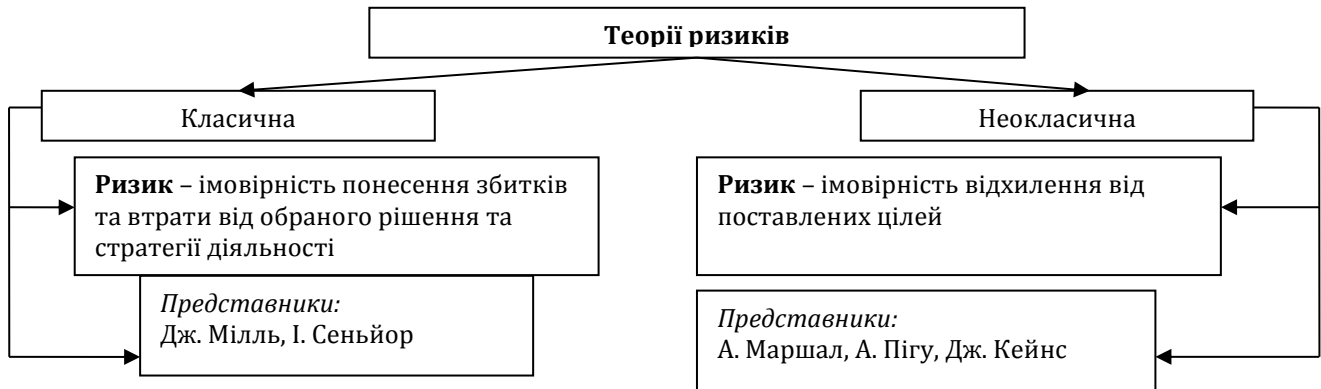 Теорії ризиків
Класична
Неокласична
Ризик – імовірність понесення збитків
та втрати від обраного рішення та
стратегії діяльності
Ризик – імовірність відхилення від
поставлених цілей
Представники:
Дж. Мілль, І. Сеньйор
Представники:
А. Маршал, А. Пігу, Дж. Кейнс